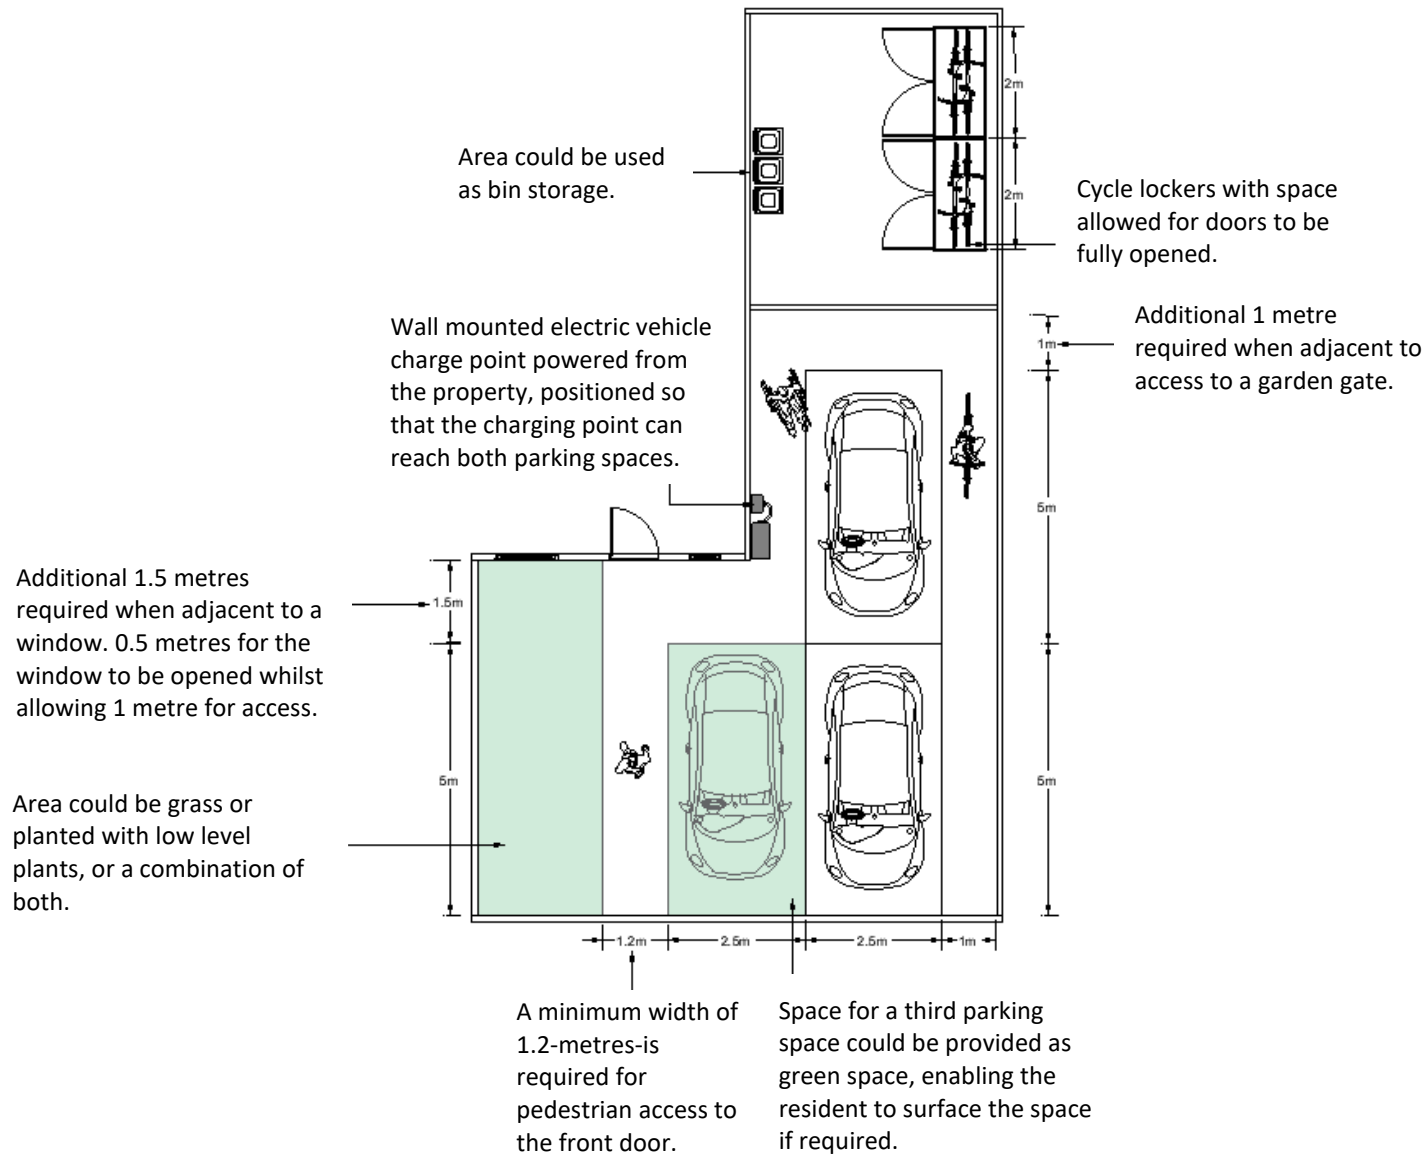 2m
Area could be used
as bin storage.
2m
Cycle lockers with space
allowed for doors to be
fully opened.
Wall mounted electric vehicle
charge point powered from
the property, positioned so
that the charging point can
reach both parking spaces.
1m
Additional 1 metre
required when adjacent to
access to a garden gate.
5m
Additional 1.5 metres
required when adjacent to a
window. 0.5 metres for the
window to be opened whilst
allowing 1 metre for access.
1.5m
5m
5m
Area could be grass or
planted with low level
plants, or a combination of
both.
1.2m
2.5m
2.5m
1m
A minimum width of
1.2-metres-is
required for
pedestrian access to
the front door.
Space for a third parking
space could be provided as
green space, enabling the
resident to surface the space
if required.